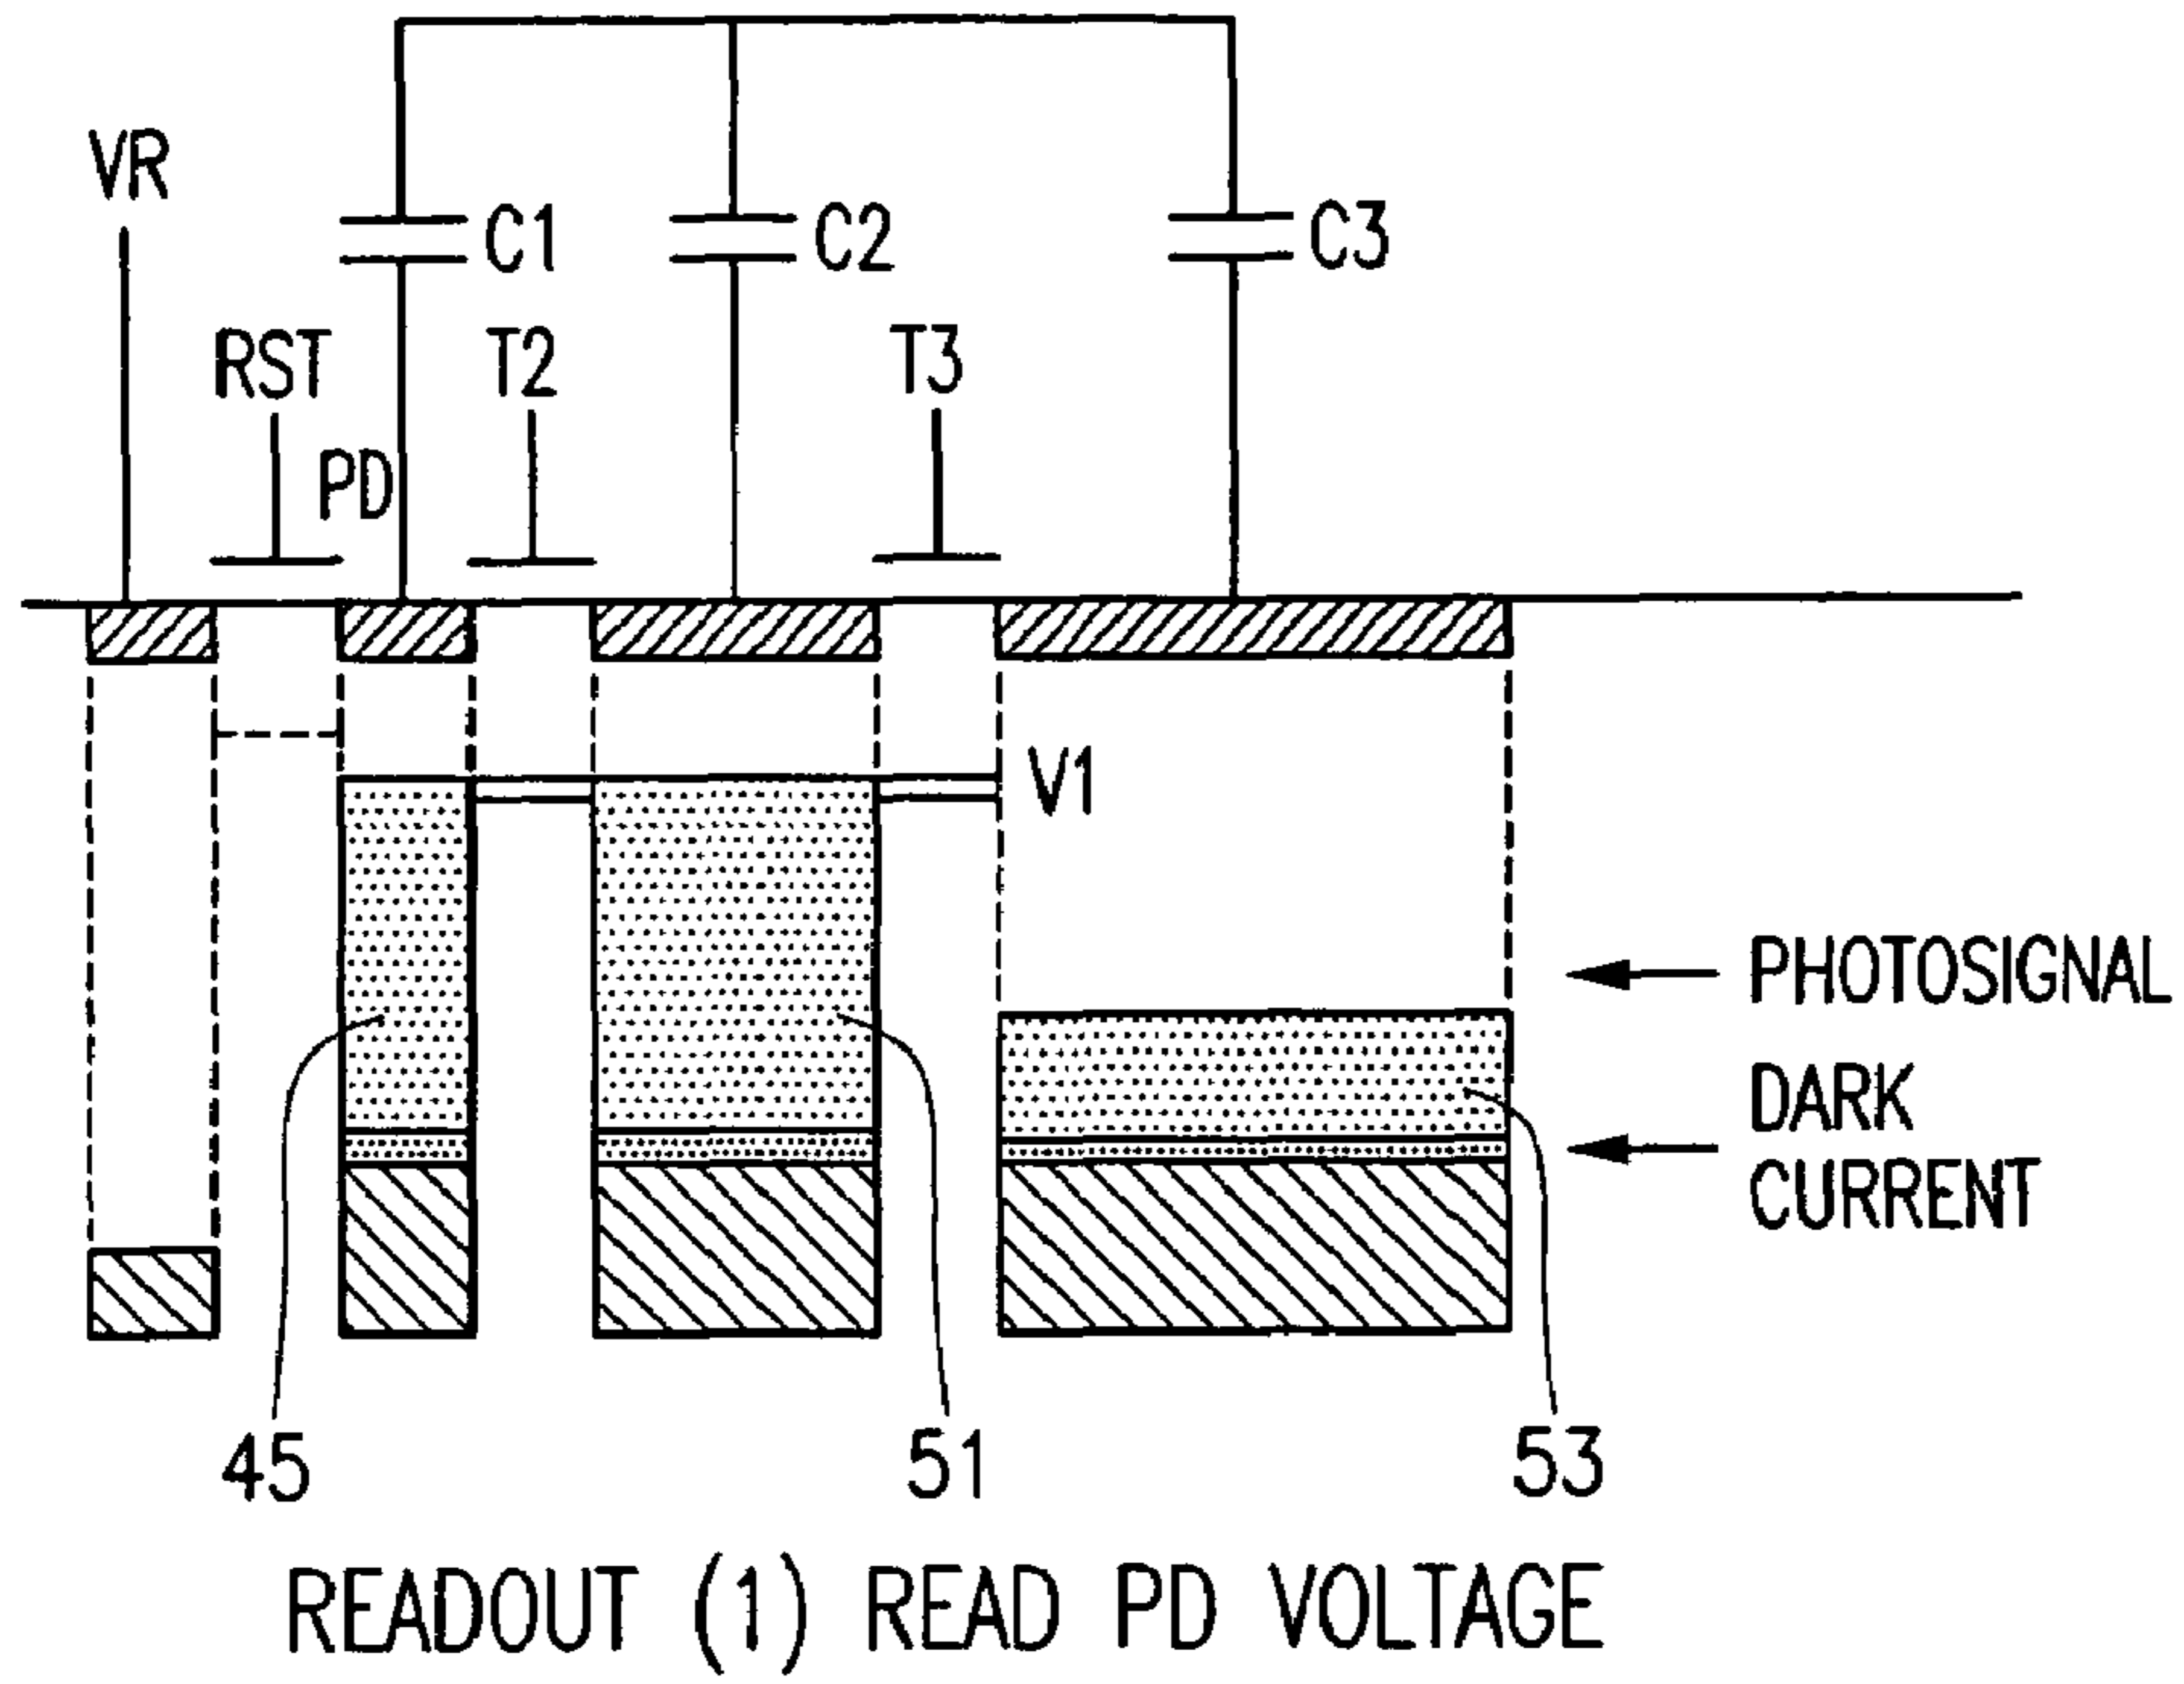 VR
C1
C2
C3
RST
T2
T3
PD
V1
PHOTOSIGNAL
DARK
CURRENT
45
51
53
READOUT (1) READ PD VOLTAGE